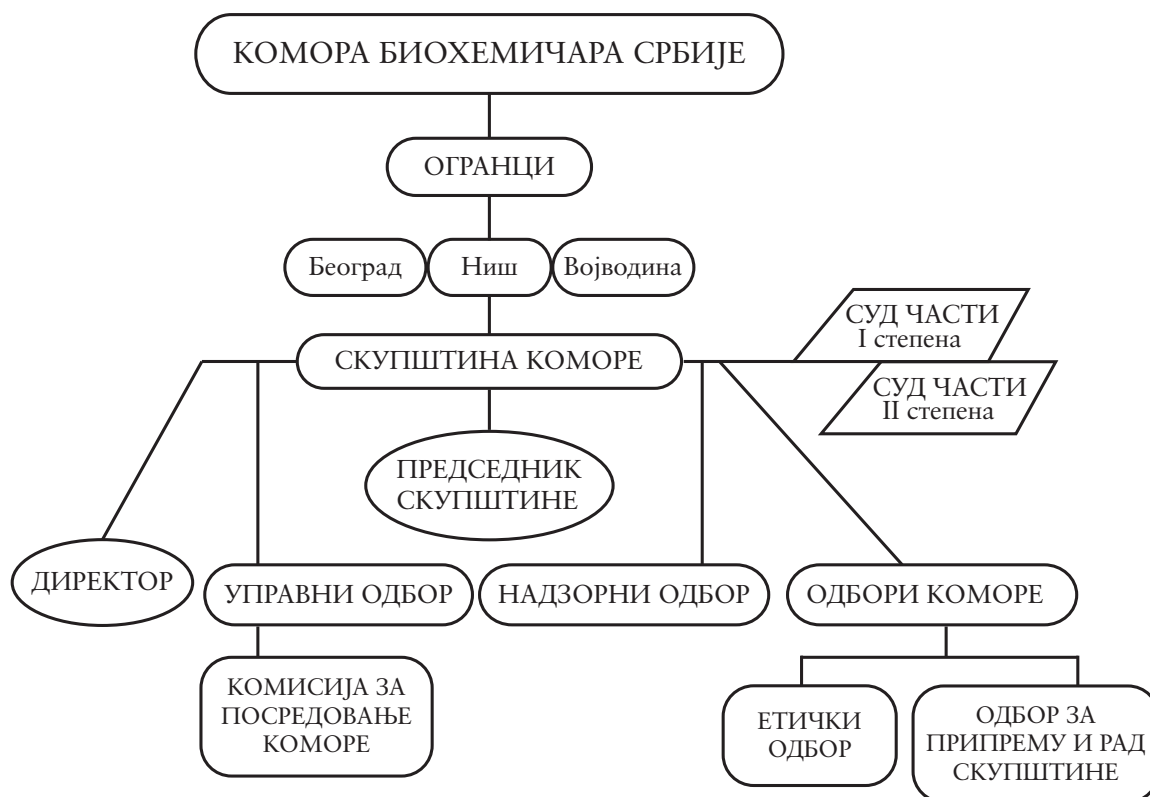 КОМОРА БИОХЕМИЧАРА СРБИЈЕ
ОГРАНЦИ
Београд
Ниш
Војводина
СУД ЧАСТИ
I степена
СКУПШТИНА КОМОРЕ
СУД ЧАСТИ
II степена
ПРЕДСЕДНИК
СКУПШТИНЕ
ДИРЕКТОР
УПРАВНИ ОДБОР
НАДЗОРНИ ОДБОР
ОДБОРИ КОМОРЕ
КОМИСИЈА ЗА
ПОСРЕДОВАЊЕ
КОМОРЕ
ЕТИЧКИ
ОДБОР
ОДБОР ЗА
ПРИПРЕМУ И РАД
СКУПШТИНЕ